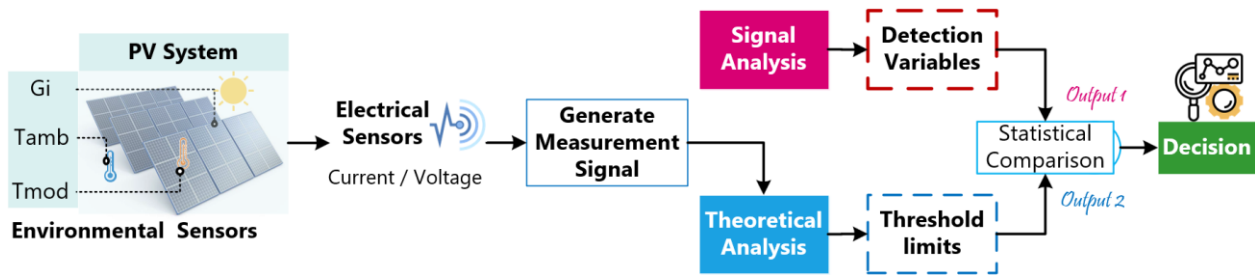 PV System
Gi
Tamb
Tmod
Environmental Sensors
Electrical
Sensors
Current / Voltage
Generate
Measurement
Signal
Signal
Analysis
Detection
Variables
Theoretical
Analysis
Threshold
limits
Output 1
Statistical
Comparison
Output 2
Decision